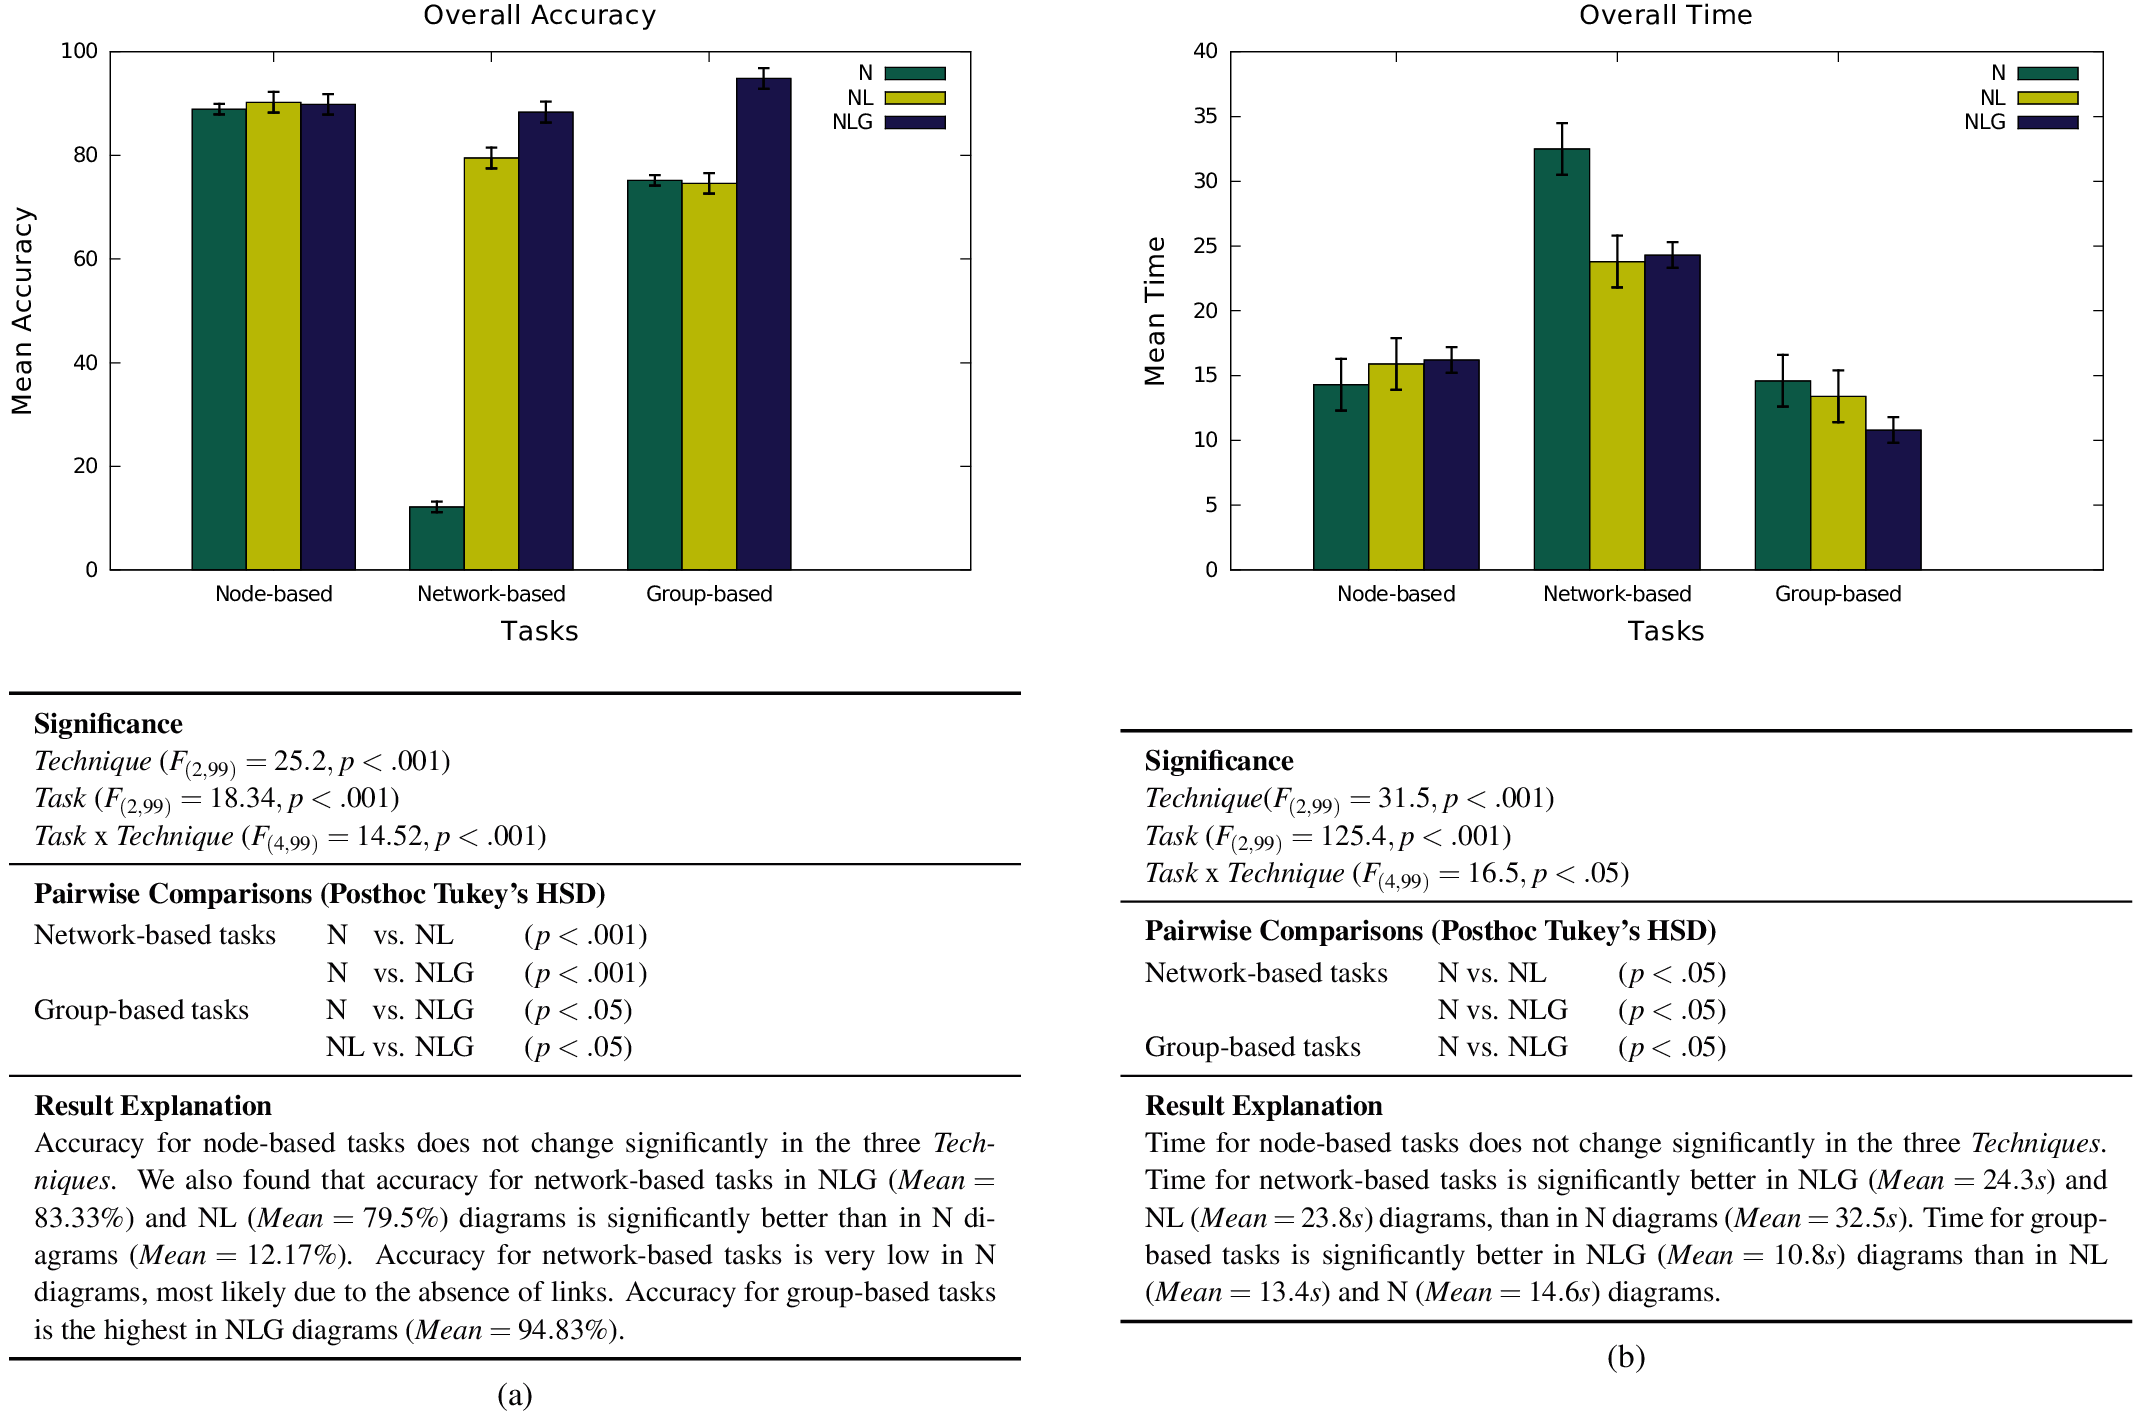 Overall Accuracy
100
80
60
40
20
0
Mean Accuracy
N
NL
NLG
Node-based
Network-based
Group-based
Tasks
Significance
Technique (F(2,99) = 25.2, p < .001)
Task (F(2,99) = 18.34, p < .001)
Task x Technique (F(4,99) = 14.52, p < .001)
Pairwise Comparisons (Posthoc Tukey's HSD)
Network-based tasks N vs. NL (p < .001)
N vs. NLG (p < .001)
Group-based tasks N vs. NLG (p < .05)
NL vs. NLG (p < .05)
Result Explanation
Accuracy for node-based tasks does not change significantly in the three Tech-
niques. We also found that accuracy for network-based tasks in NLG (Mean =
83.33%) and NL (Mean = 79.5%) diagrams is significantly better than in N di-
agrams (Mean = 12.17%). Accuracy for network-based tasks is very low in N
diagrams, most likely due to the absence of links. Accuracy for group-based tasks
is the highest in NLG diagrams (Mean = 94.83%).
(a)
Overall Time
40
35
30
25
20
15
10
5
0
Mean Time
N
NL
NLG
Node-based
Network-based
Group-based
Tasks
Significance
Technique(F(2,99) = 31.5, p < .001)
Task (F(2,99) = 125.4, p < .001)
Task x Technique (F(4,99) = 16.5, p < .05)
Pairwise Comparisons (Posthoc Tukey's HSD)
Network-based tasks N vs. NL (p < .05)
N vs. NLG (p < .05)
Group-based tasks N vs. NLG (p < .05)
Result Explanation
Time for node-based tasks does not change significantly in the three Techniques.
Time for network-based tasks is significantly better in NLG (Mean = 24.3s) and
NL (Mean = 23.8s) diagrams, than in N diagrams (Mean = 32.5s). Time for group-
based tasks is significantly better in NLG (Mean = 10.8s) diagrams than in NL
(Mean = 13.4s) and N (Mean = 14.6s) diagrams.
(b)